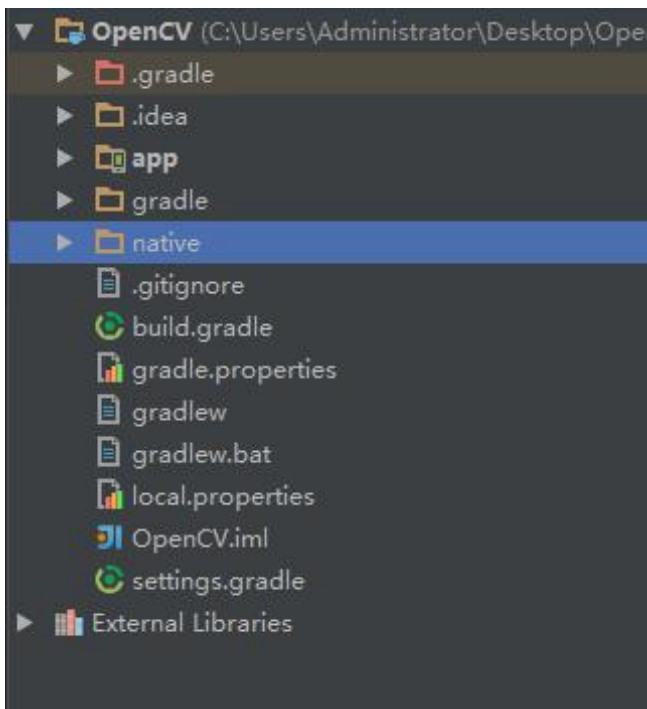 OpenCV (C:\Users\Administrator\Desktop\Ope
.gradle
.idea
app
gradle
native
.gitignore
build.gradle
gradle.properties
gradlew
gradlew.bat
local.properties
OpenCV.iml
settings.gradle
External Libraries